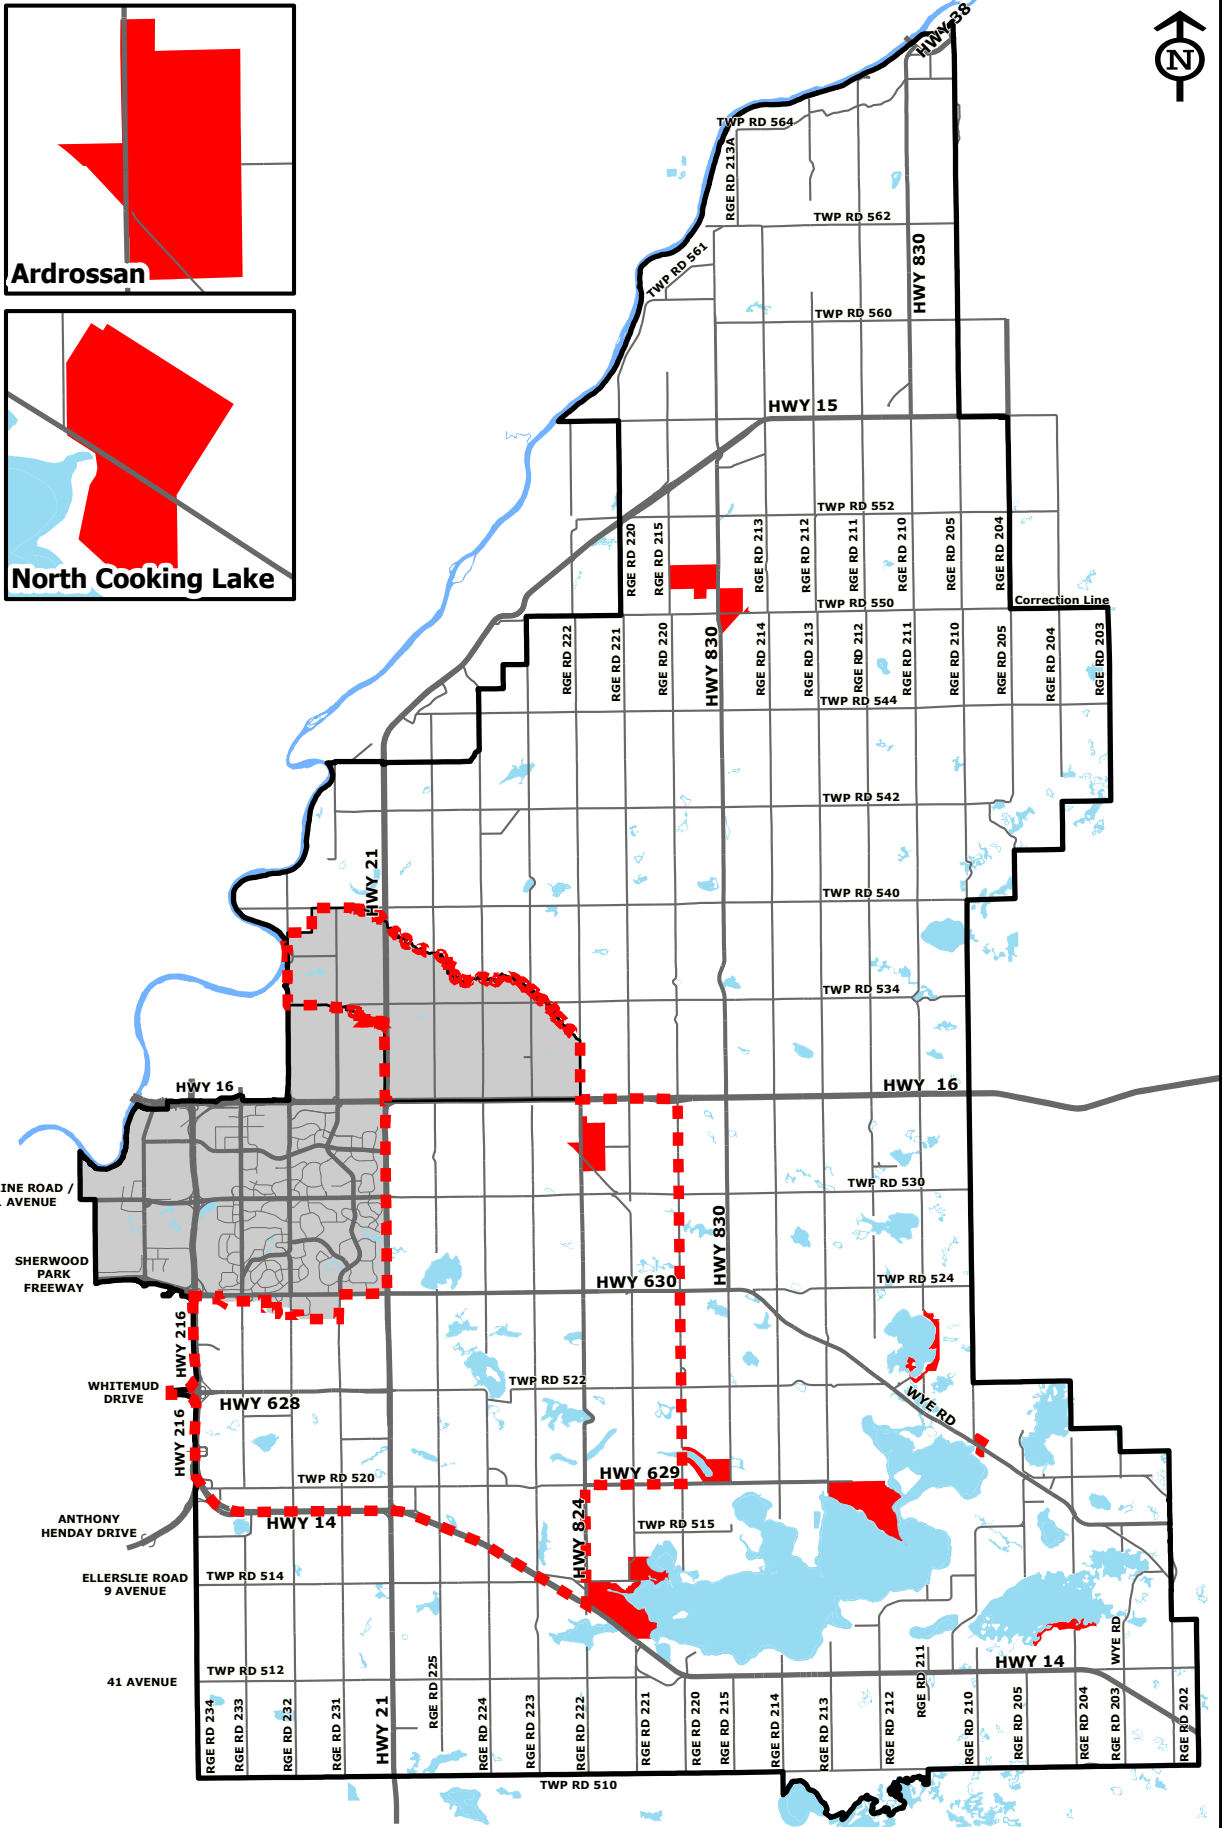 HWY 38
N
TWP RD 564
RGE RD 213A
TWP RD 562
HWY 830
TWP RD 561
Ardrossan
TWP RD 560
HWY 15
TWP RD 552
RGE RD 220
RGE RD 215
RGE RD 213
RGE RD 212
RGE RD 211
RGE RD 210
RGE RD 205
RGE RD 204
North Cooking Lake
TWP RD 550
Correction Line
RGE RD 222
RGE RD 221
RGE RD 220
HWY 830
RGE RD 214
RGE RD 213
RGE RD 212
RGE RD 211
RGE RD 210
RGE RD 205
RGE RD 204
RGE RD 203
TWP RD 544
TWP RD 542
HWY 21
TWP RD 540
TWP RD 534
HWY 16
HWY 16
INE ROAD /
AVENUE
TWP RD 530
HWY 830
SHERWOOD
PARK
FREEWAY
HWY 630
TWP RD 524
HWY 216
WHITEMUD
DRIVE
TWP RD 522
HWY 628
WYE RD
HWY 216
TWP RD 520
HWY 629
ANTHONY
HENDAY DRIVE
HWY 14
HWY 824
TWP RD 515
ELLERSLIE ROAD
9 AVENUE
TWP RD 514
WYE RD
41 AVENUE
TWP RD 512
HWY 14
RGE RD 234
RGE RD 233
RGE RD 232
RGE RD 231
HWY 21
RGE RD 225
RGE RD 224
RGE RD 223
RGE RD 222
RGE RD 221
RGE RD 220
RGE RD 215
RGE RD 214
RGE RD 213
RGE RD 212
RGE RD 211
RGE RD 210
RGE RD 205
RGE RD 204
RGE RD 203
RGE RD 202
TWP RD 510